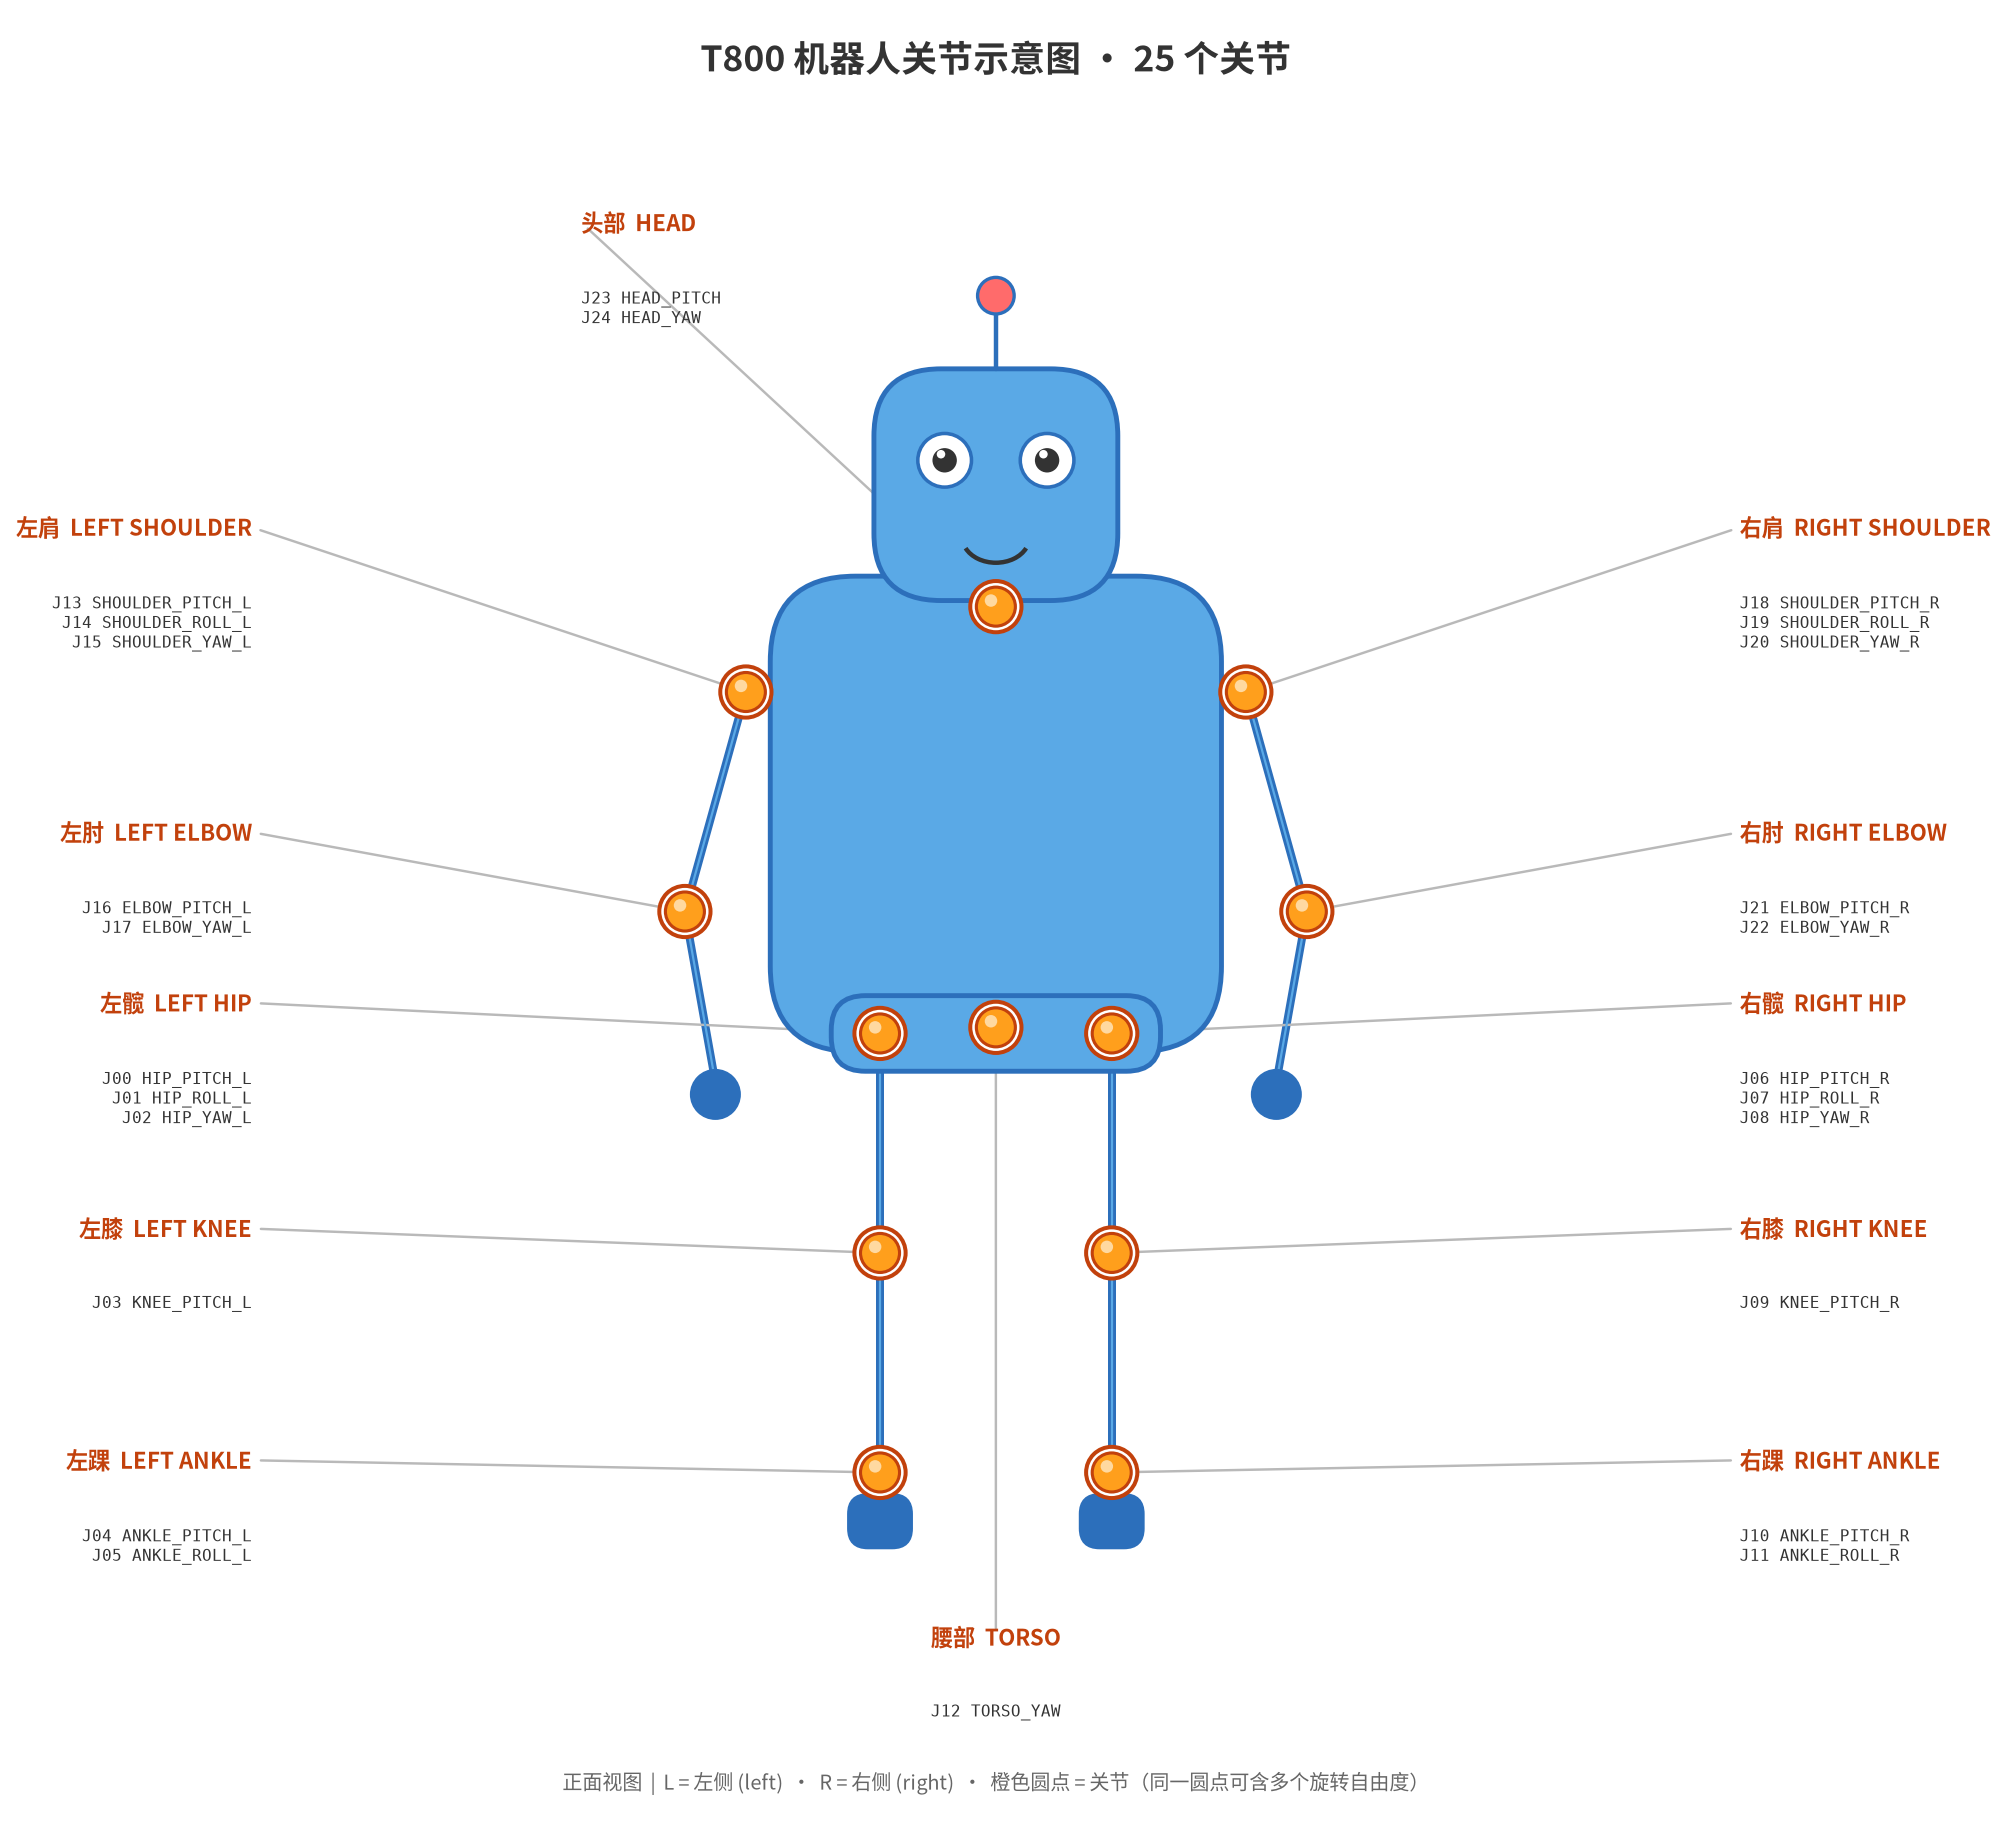 T800 机器人关节示意图 • 25 个关节
头部 HEAD
J23 HEAD_PITCH
J24 HEAD_YAW
左肩 LEFT SHOULDER
J13 SHOULDER_PITCH_L
J14 SHOULDER_ROLL_L
J15 SHOULDER_YAW_L
右肩 RIGHT SHOULDER
J18 SHOULDER_PITCH_R
J19 SHOULDER_ROLL_R
J20 SHOULDER_YAW_R
左肘 LEFT ELBOW
J16 ELBOW_PITCH_L
J17 ELBOW_YAW_L
右肘 RIGHT ELBOW
J21 ELBOW_PITCH_R
J22 ELBOW_YAW_R
左髋 LEFT HIP
J00 HIP_PITCH_L
J01 HIP_ROLL_L
J02 HIP_YAW_L
右髋 RIGHT HIP
J06 HIP_PITCH_R
J07 HIP_ROLL_R
J08 HIP_YAW_R
左膝 LEFT KNEE
J03 KNEE_PITCH_L
右膝 RIGHT KNEE
J09 KNEE_PITCH_R
左踝 LEFT ANKLE
J04 ANKLE_PITCH_L
J05 ANKLE_ROLL_L
右踝 RIGHT ANKLE
J10 ANKLE_PITCH_R
J11 ANKLE_ROLL_R
腰部 TORSO
J12 TORSO_YAW
正面视图 | L = 左侧 (left) • R = 右侧 (right) • 橙色圆点 = 关节（同一圆点可含多个旋转自由度）